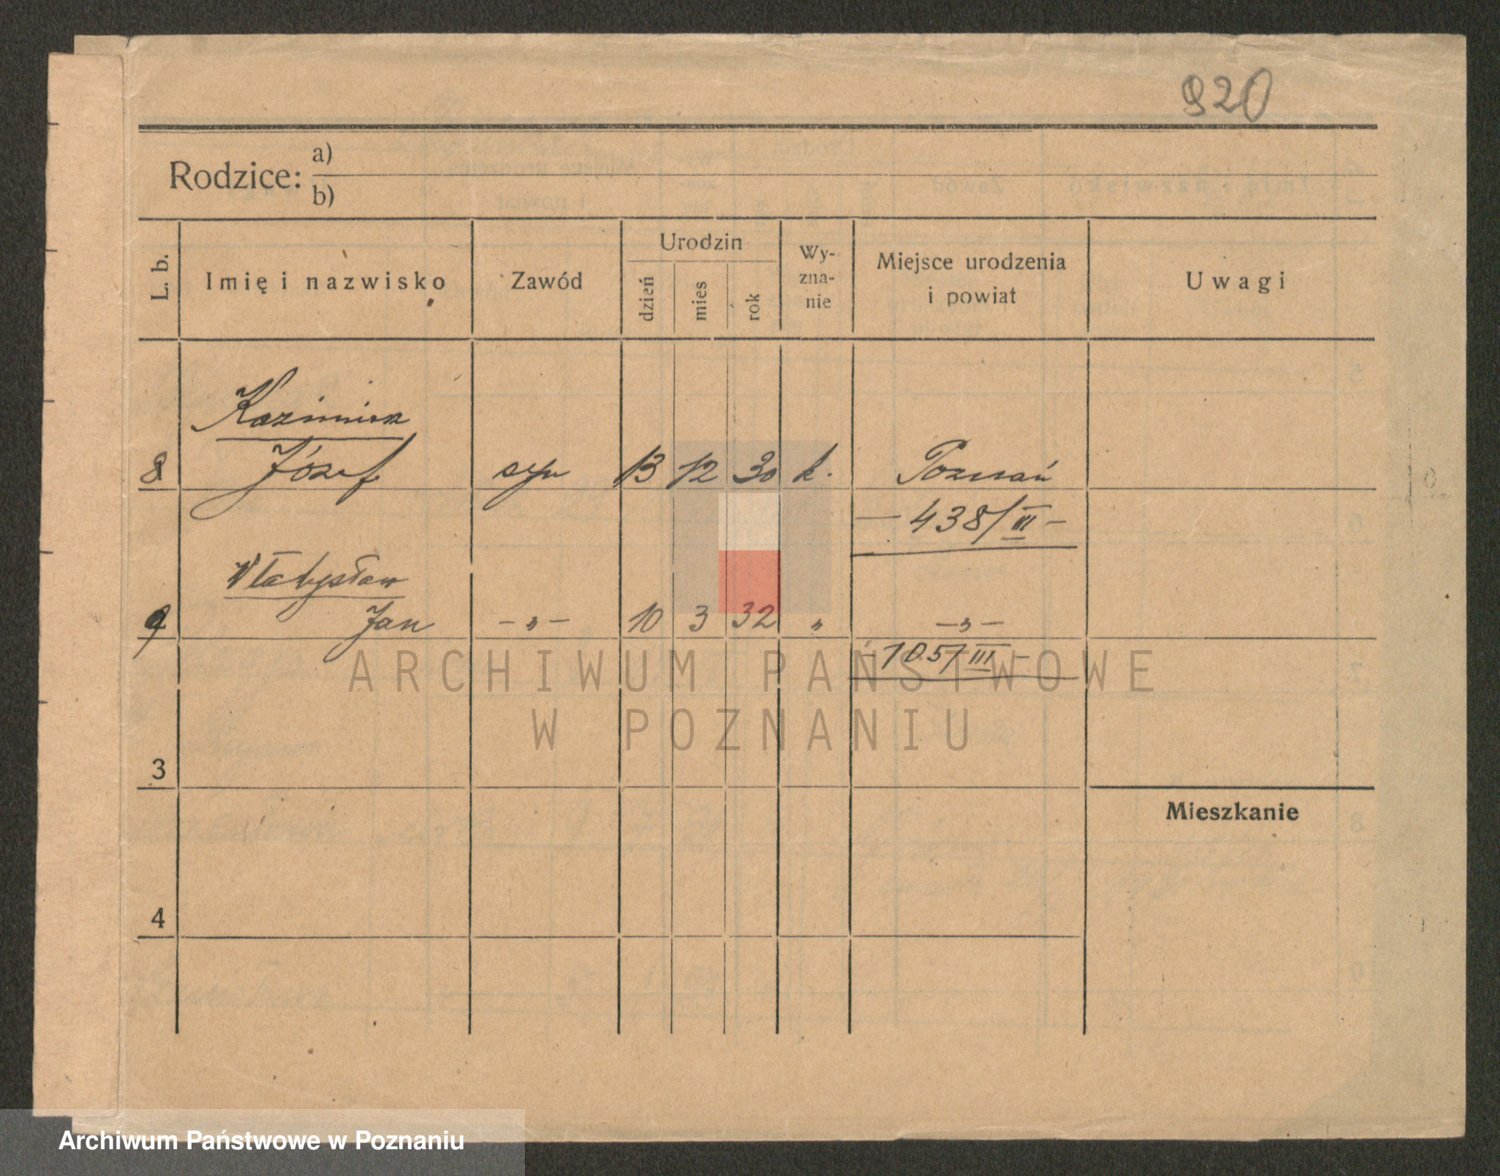 920
Rodzice: a)
b)
L. b.
Imię i nazwisko
Zawód
Urodzin
dzień
mies
rok
Wy-
zna-
nie
Miejsce urodzenia
i powiat
Uwagi
Kazimierz
8 Józef syn 13 12 30 k. Poznań
— 438/III —
Władysław
9 Jan — „ — 10 3 32 „ — „ —
— 105/III —
ARCHIWUM PAŃSTWOWE
W POZNANIU
3
Mieszkanie
4
Archiwum Państwowe w Poznaniu